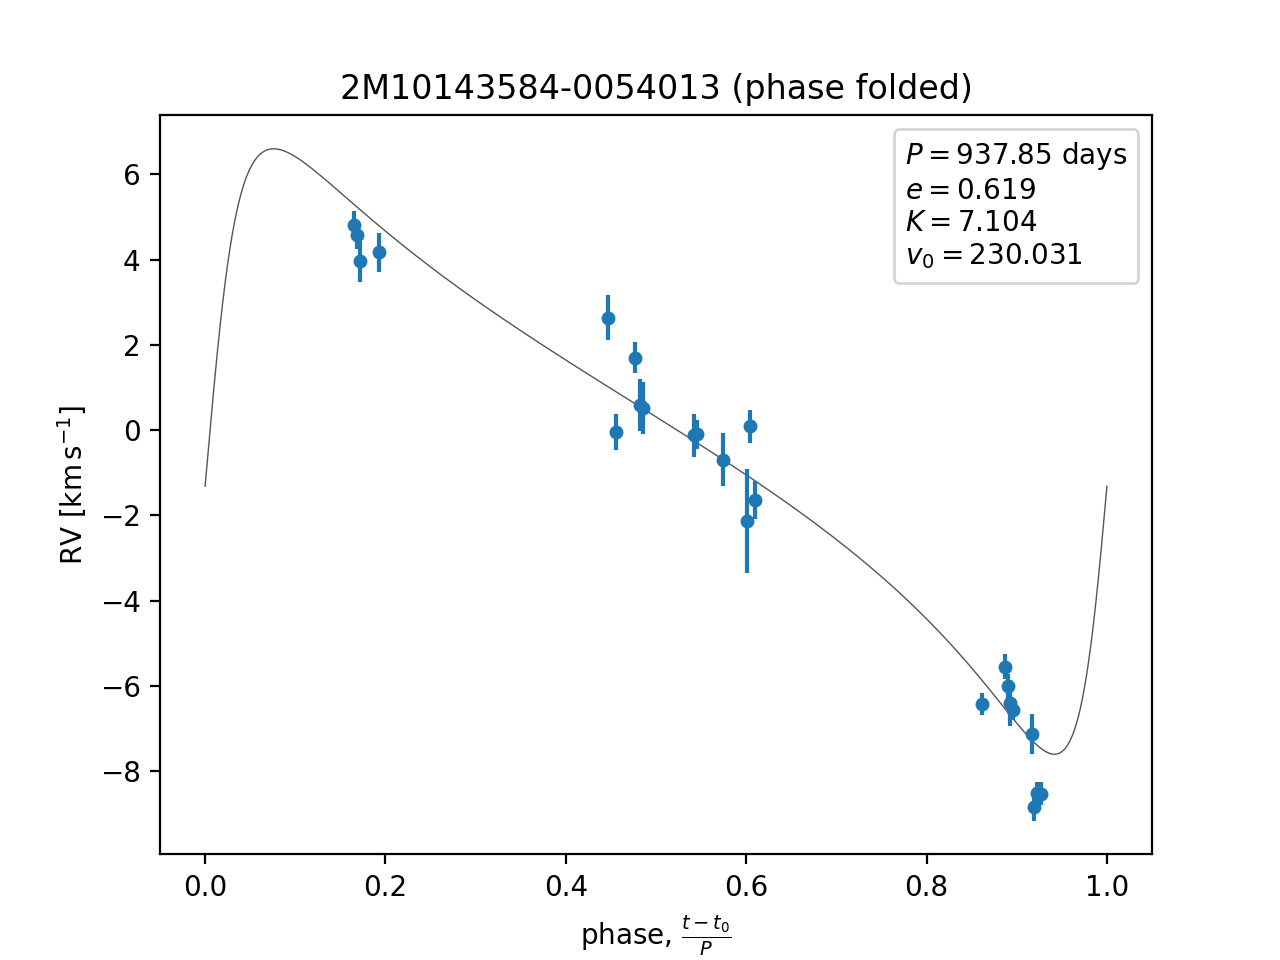 2M10143584-0054013 (phase folded)
P = 937.85 days
e = 0.619
K = 7.104
v₀ = 230.031
6
4
2
0
−2
−4
−6
−8
RV [km s⁻¹]
0.0 0.2 0.4 0.6 0.8 1.0
phase, (t − t₀)/P